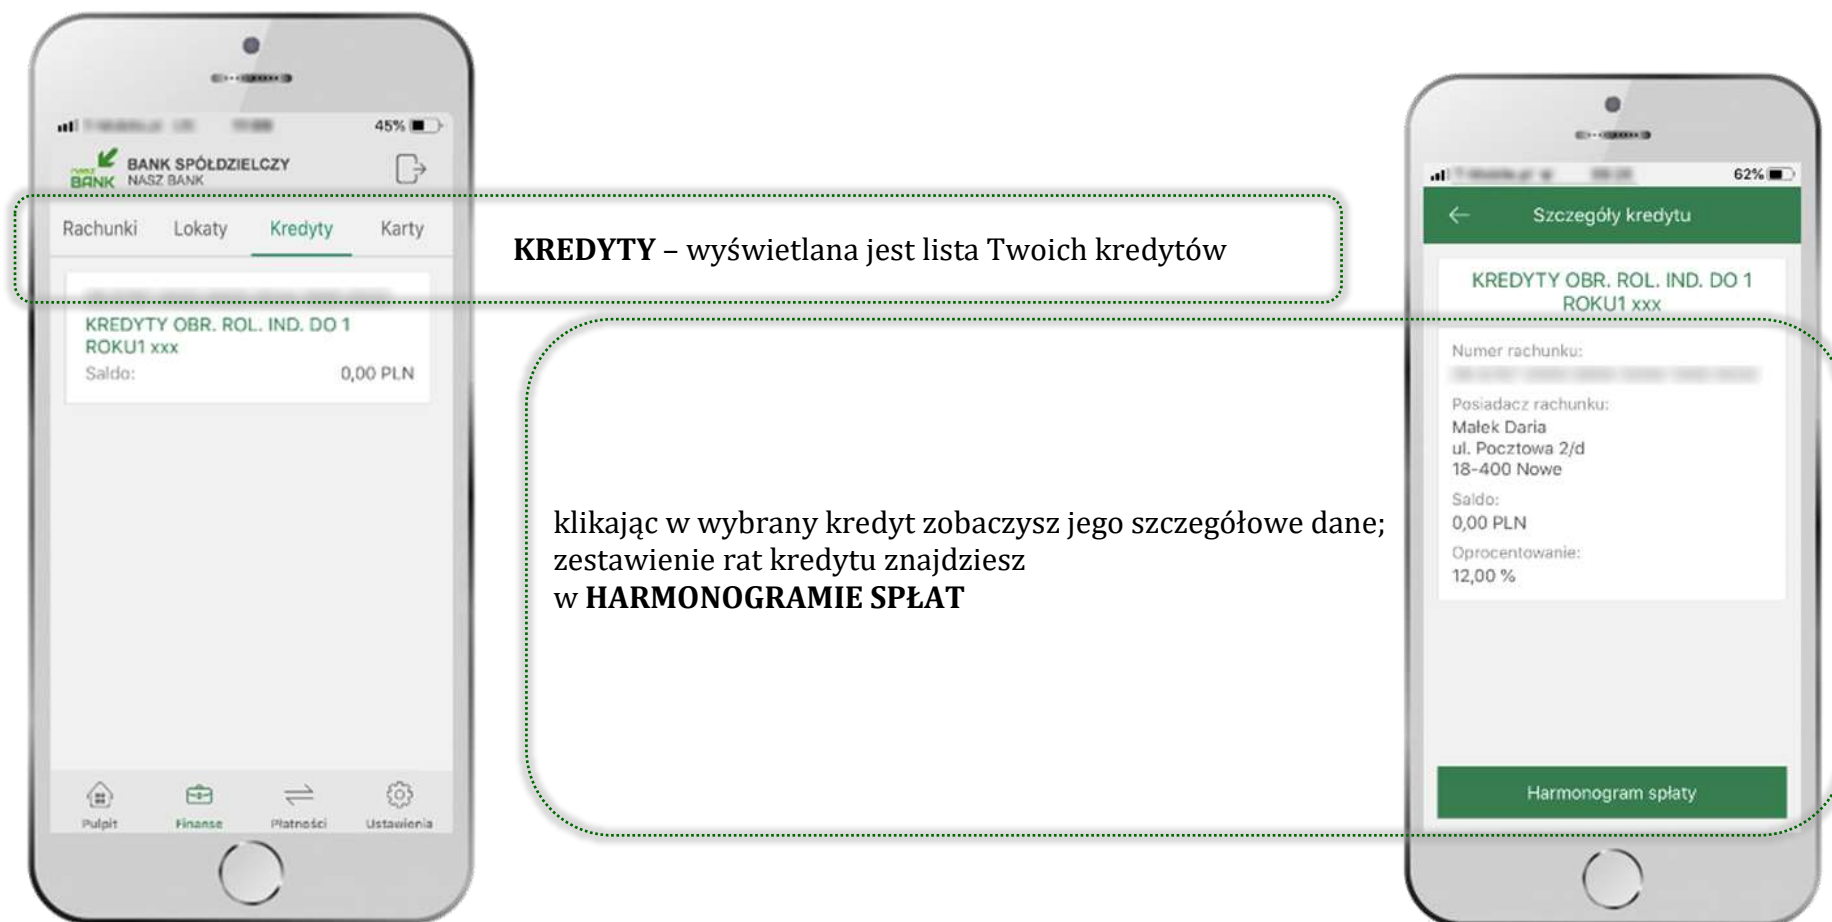 45%
nasz BANK
BANK SPÓŁDZIELCZY
NASZ BANK
Rachunki Lokaty Kredyty Karty
KREDYTY OBR. ROL. IND. DO 1
ROKU1 xxx
Saldo: 0,00 PLN
Pulpit Finanse Płatności Ustawienia
KREDYTY – wyświetlana jest lista Twoich kredytów
klikając w wybrany kredyt zobaczysz jego szczegółowe dane;
zestawienie rat kredytu znajdziesz
w HARMONOGRAMIE SPŁAT
62%
Szczegóły kredytu
KREDYTY OBR. ROL. IND. DO 1
ROKU1 xxx
Numer rachunku:
Posiadacz rachunku:
Małek Daria
ul. Pocztowa 2/d
18-400 Nowe
Saldo:
0,00 PLN
Oprocentowanie:
12,00 %
Harmonogram spłaty